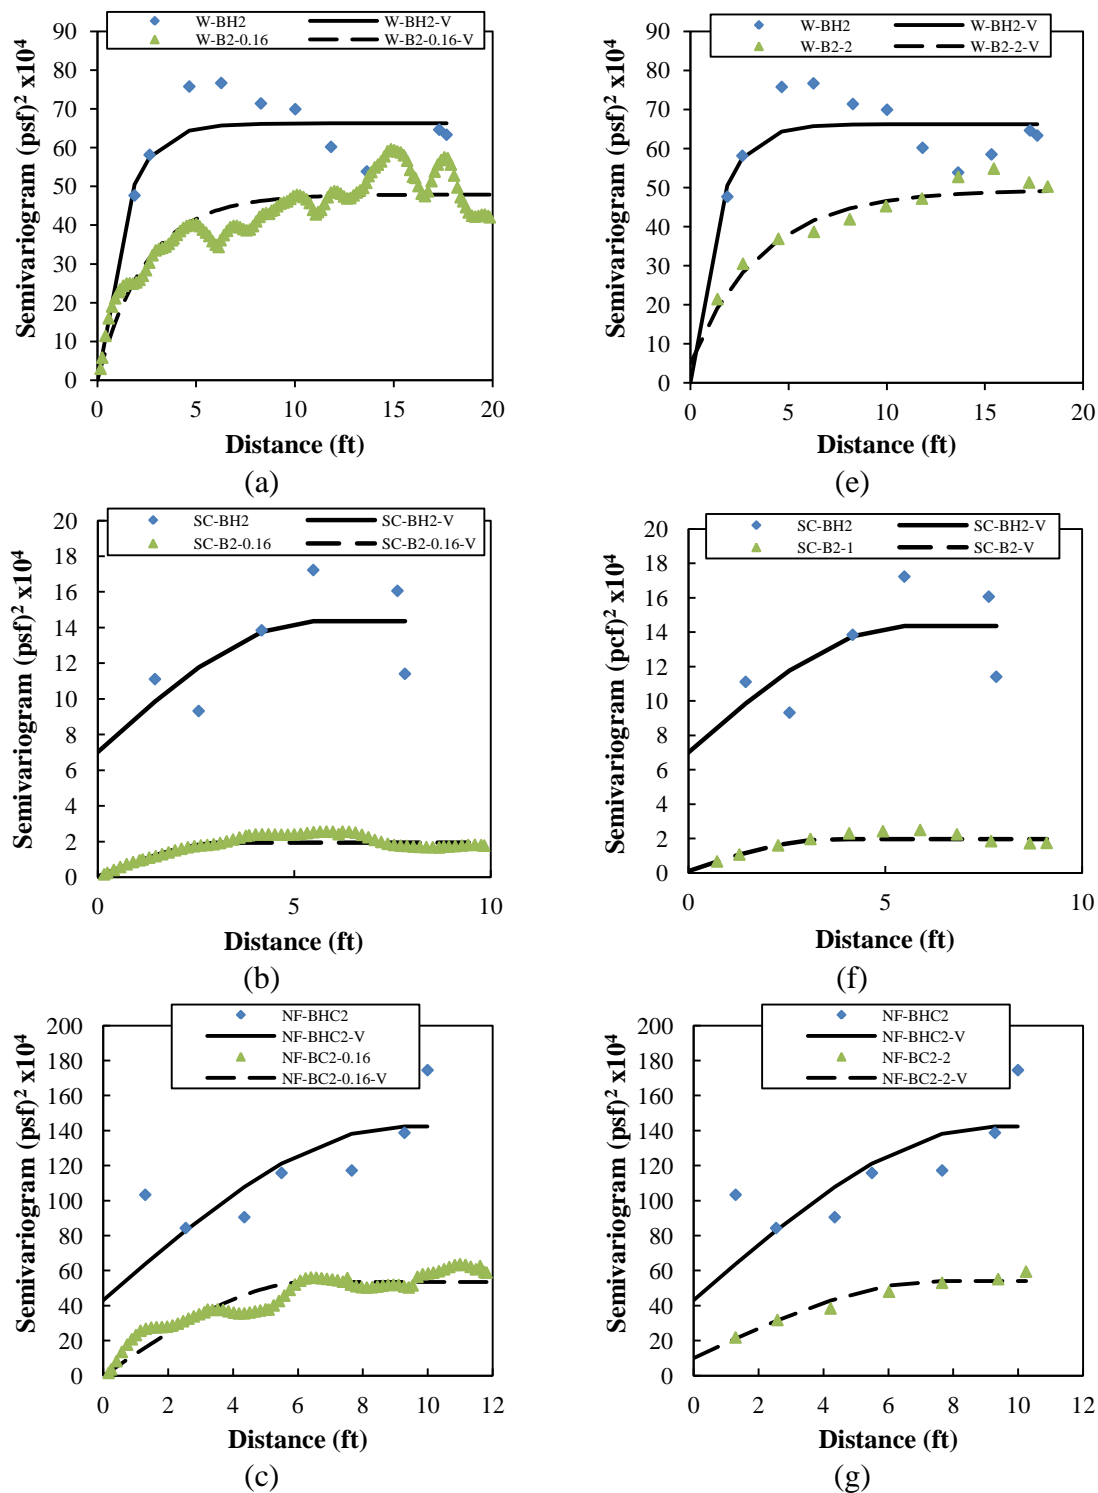 W-BH2 W-BH2-V
W-B2-0.16 W-B2-0.16-V
90
80
70
60
50
40
30
20
10
0
Semivariogram (psf)² x10⁴
0 5 10 15 20
Distance (ft)
(a)
W-BH2 W-BH2-V
W-B2-2 W-B2-2-V
90
80
70
60
50
40
30
20
10
0
Semivariogram (psf)² x10⁴
0 5 10 15 20
Distance (ft)
(e)
SC-BH2 SC-BH2-V
SC-B2-0.16 SC-B2-0.16-V
20
18
16
14
12
10
8
6
4
2
0
Semivariogram (psf)² x10⁴
0 5 10
Distance (ft)
(b)
SC-BH2 SC-BH2-V
SC-B2-1 SC-B2-V
20
18
16
14
12
10
8
6
4
2
0
Semivariogram (pcf)² x10⁴
0 5 10
Distance (ft)
(f)
NF-BHC2
NF-BHC2-V
NF-BC2-0.16
NF-BC2-0.16-V
200
180
160
140
120
100
80
60
40
20
0
Semivariogram (psf)² x10⁴
0 2 4 6 8 10 12
Distance (ft)
(c)
NF-BHC2
NF-BHC2-V
NF-BC2-2
NF-BC2-2-V
200
180
160
140
120
100
80
60
40
20
0
Semivariogram (psf)² x10⁴
0 2 4 6 8 10 12
Distance (ft)
(g)